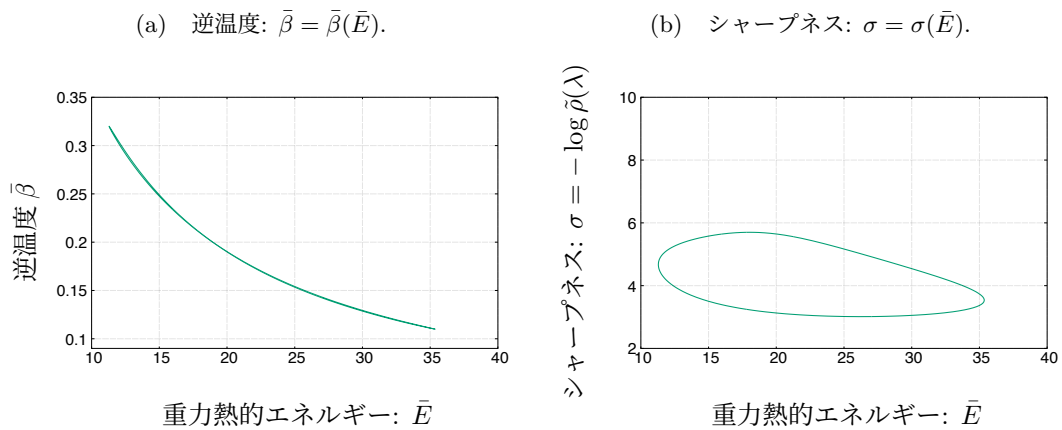 (a) 逆温度: β̄ = β̄(Ē).
0.35
0.3
0.25
0.2
0.15
0.1
10 15 20 25 30 35 40
逆温度 β̄
重力熱的エネルギー: Ē
(b) シャープネス: σ = σ(Ē).
10
8
6
4
2
10 15 20 25 30 35 40
シャープネス: σ = − log ρ̃(λ)
重力熱的エネルギー: Ē